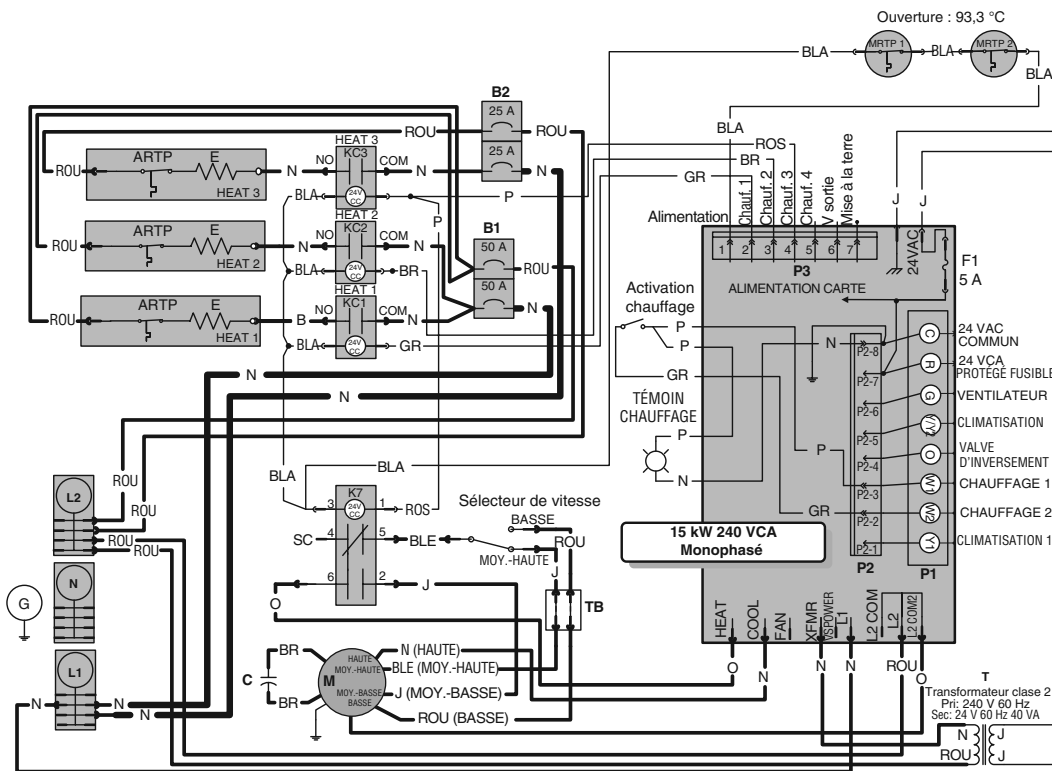 Ouverture : 93,3 °C
MRTP 1
MRTP 2
BLA
BLA
BLA
B2
25 A
25 A
ROU
ROU
N
HEAT 3
KC3
NO
COM
24V
CC
ROU
ARTP
E
HEAT 3
N
N
BLA
P
P
BLA
ROS
BR
GR
HEAT 2
KC2
NO
COM
24V
CC
ROU
ARTP
E
HEAT 2
N
N
BLA
BR
B1
50 A
50 A
ROU
N
HEAT 1
KC1
NO
COM
24V
CC
ROU
ARTP
E
HEAT 1
B
N
BLA
GR
Alimentation
Chauf. 1
Chauf. 2
Chauf. 3
Chauf. 4
V sortie
Mise à la terre
J
J
1
2
3
4
5
6
7
P3
24VAC
F1
5 A
ALIMENTATION CARTE
Activation
chauffage
P
P
GR
TÉMOIN
CHAUFFAGE
P
N
N
P
GR
P2-8
P2-7
P2-6
P2-5
P2-4
P2-3
P2-2
P2-1
P2
C
R
G
Y/Y2
O
W1
W2
Y1
P1
24 VAC
COMMUN
24 VCA
PROTÉGÉ FUSIBLE
VENTILATEUR
CLIMATISATION
VALVE
D'INVERSEMENT
CHAUFFAGE 1
CHAUFFAGE 2
CLIMATISATION 1
15 kW 240 VCA
Monophasé
N
N
ROU
ROU
ROU
ROU
L2
N
L1
G
N
N
BLA
BLA
K7
24V
CC
3
1
4
5
6
2
ROS
SC
BLE
J
O
Sélecteur de vitesse
BASSE
MOY.-HAUTE
ROU
J
TB
C
BR
BR
M
HAUTE
MOY.-HAUTE
MOY.-BASSE
BASSE
N (HAUTE)
BLE (MOY.-HAUTE)
J (MOY.-BASSE)
ROU (BASSE)
HEAT
COOL
FAN
XFMR
VSPOWER
L1
L2 COM
L2
L2 COM2
O
N
N
N
ROU
O
T
Transformateur clase 2
Pri: 240 V 60 Hz
Sec: 24 V 60 Hz 40 VA
N
J
ROU
J